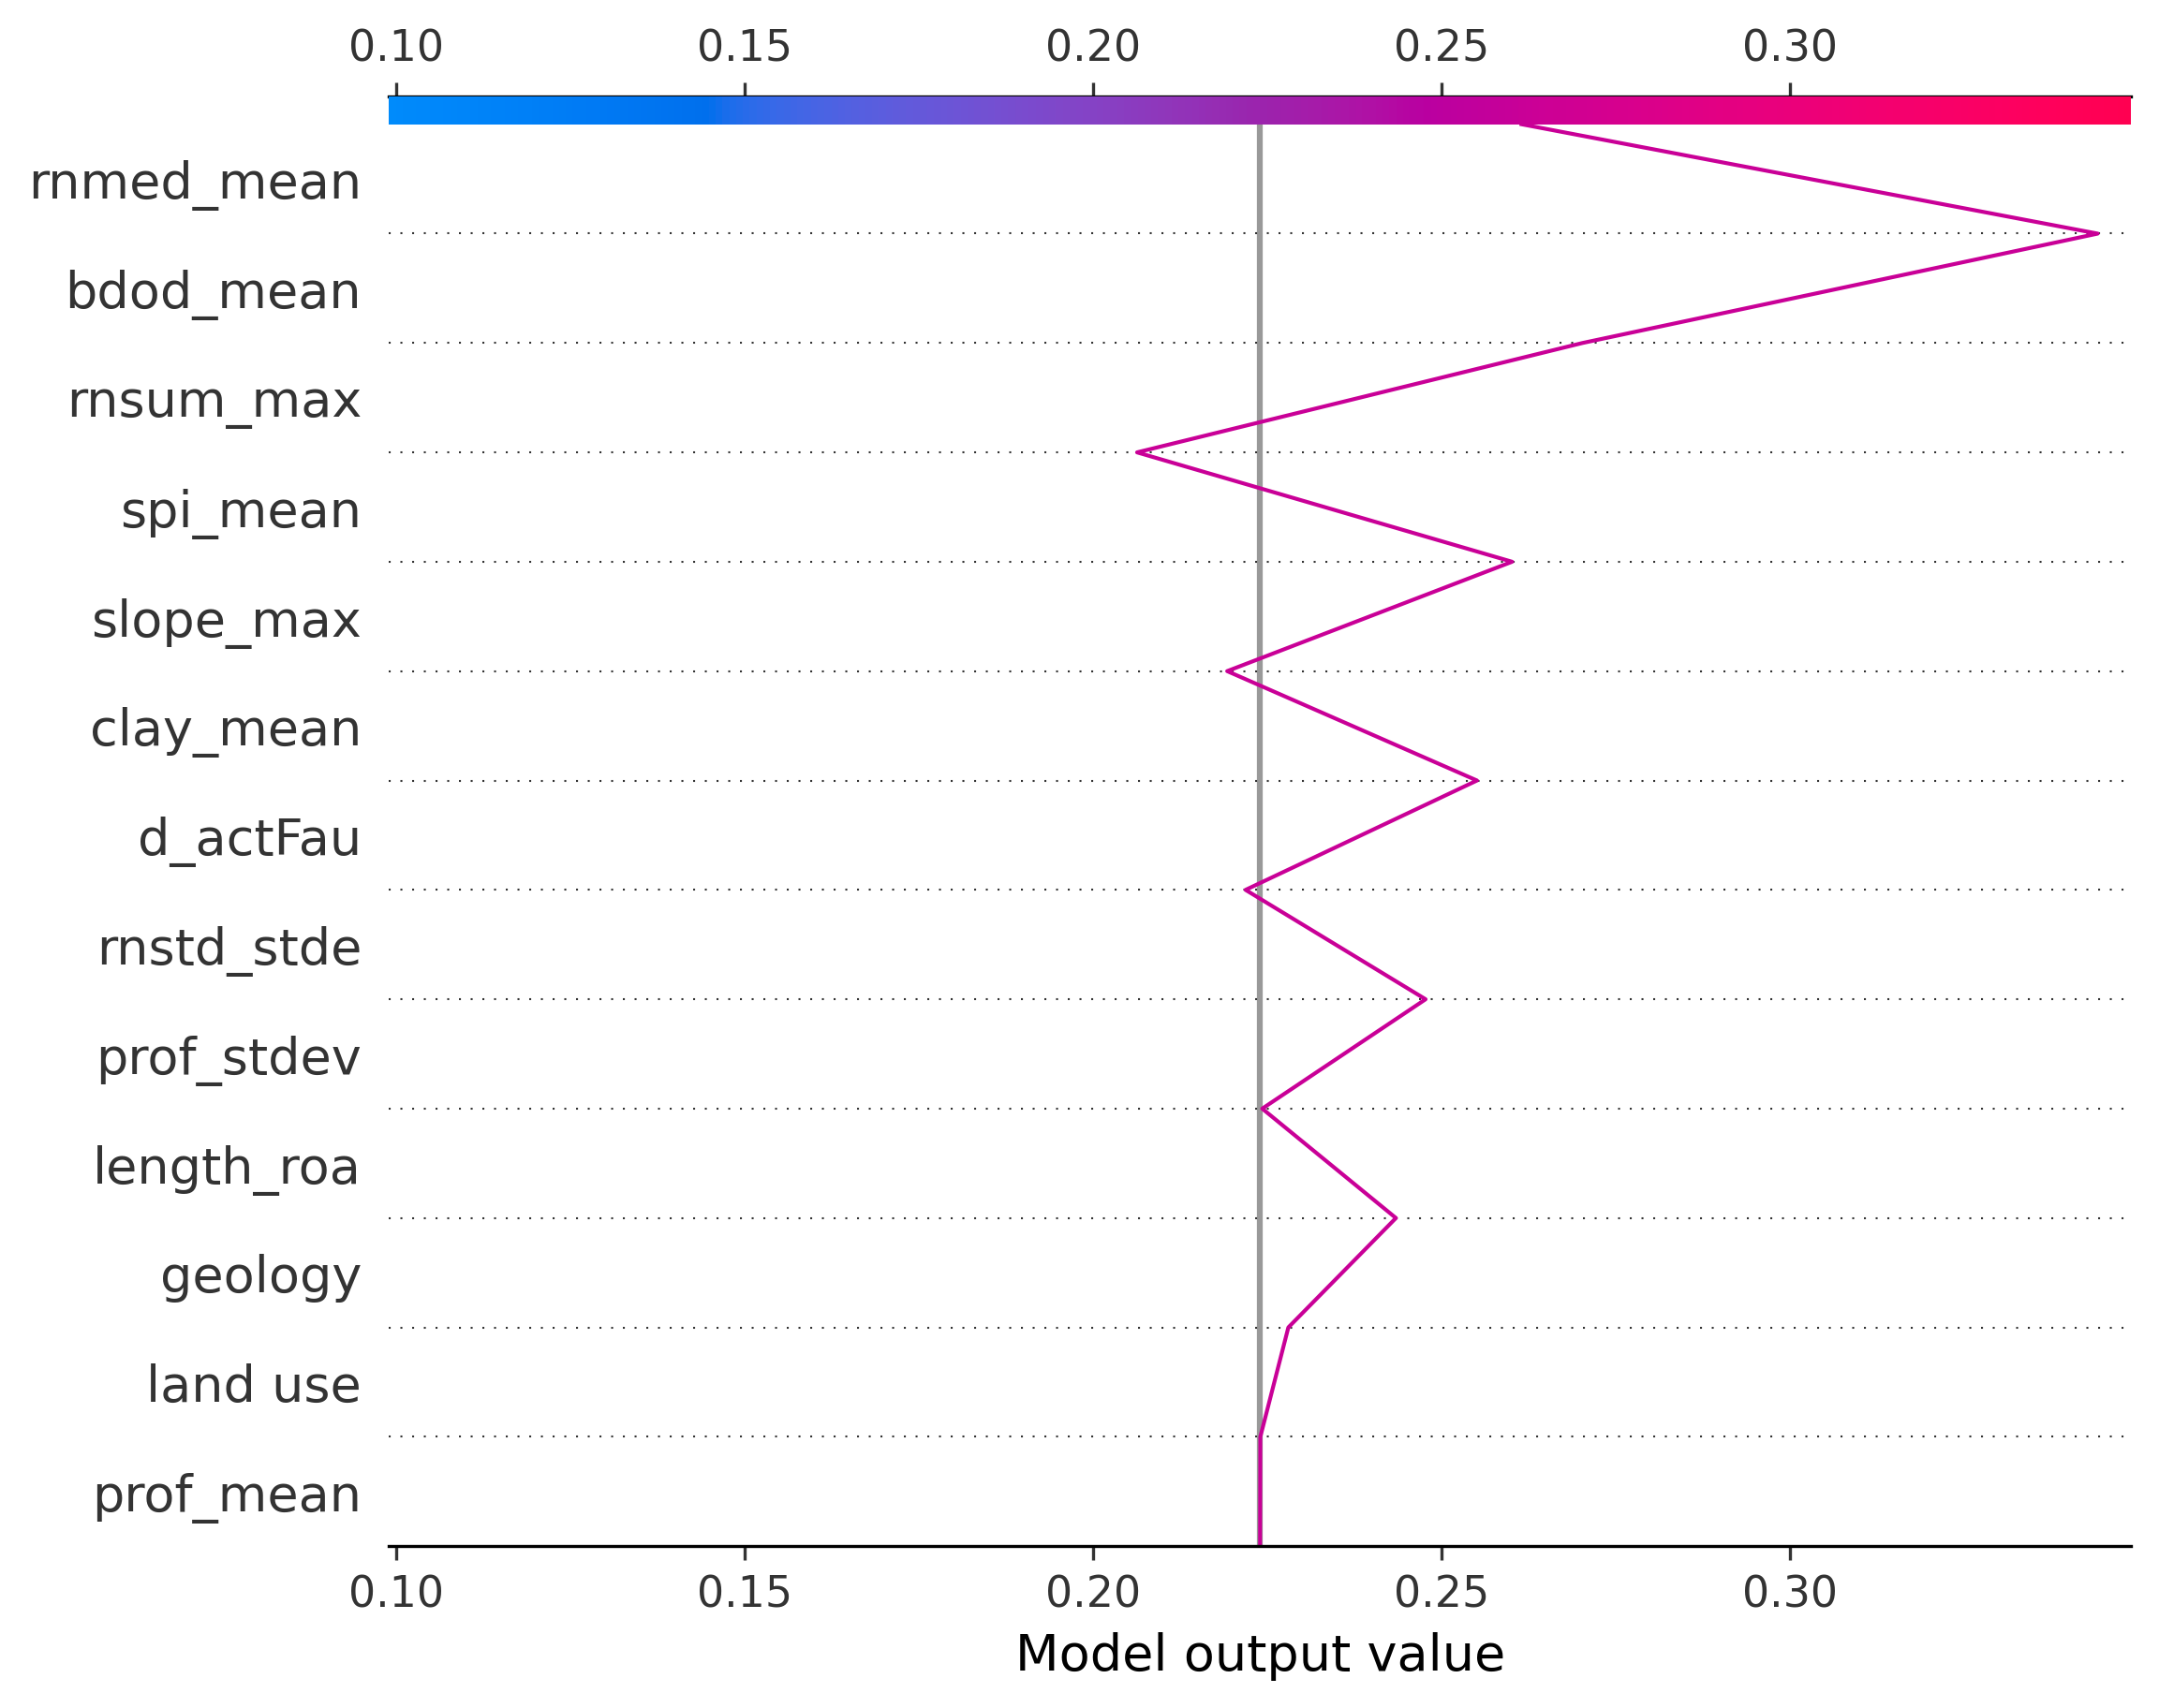 0.10 0.15 0.20 0.25 0.30
rnmed_mean
bdod_mean
rnsum_max
spi_mean
slope_max
clay_mean
d_actFau
rnstd_stde
prof_stdev
length_roa
geology
land use
prof_mean
0.10 0.15 0.20 0.25 0.30
Model output value